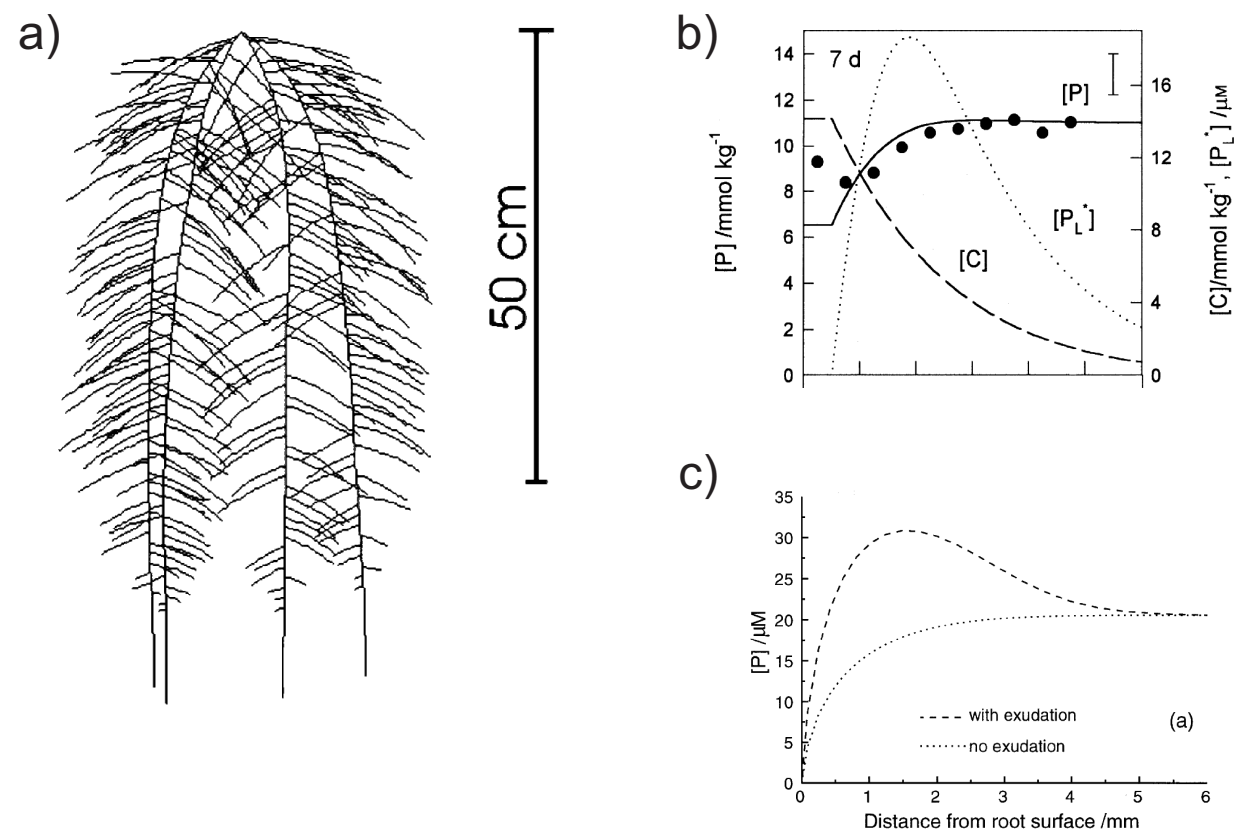 a)
50 cm
b)
7 d
[P]
[P_L^*]
[C]
[P] /mmol kg^-1
14
12
10
8
6
4
2
0
16
12
8
4
0
[C]/mmol kg^-1, [P_L^*] /μM
c)
35
30
25
20
15
10
5
0
[P] /μM
with exudation
no exudation
(a)
0 1 2 3 4 5 6
Distance from root surface /mm